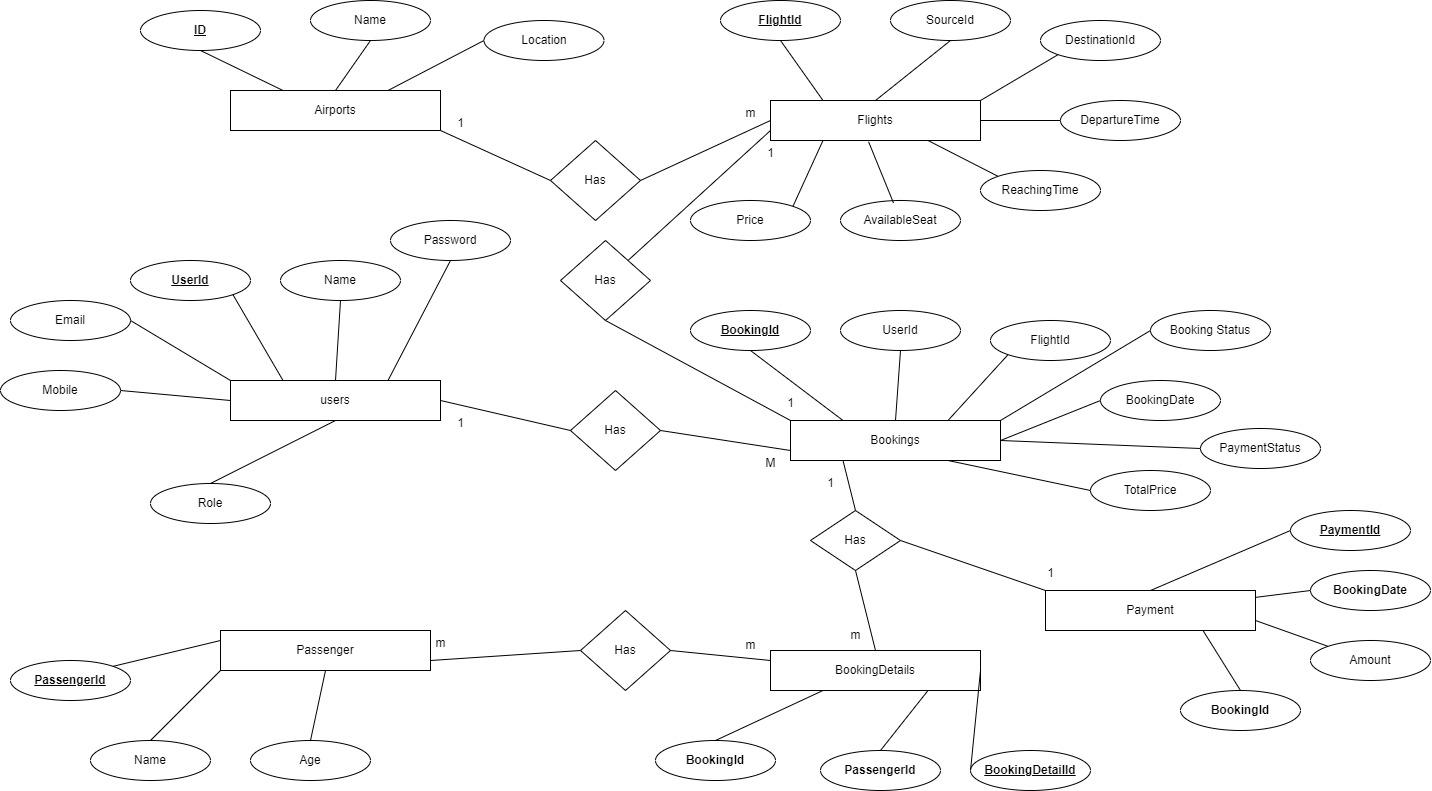 ID
Name
Location
FlightId
SourceId
DestinationId
Airports
1
m
Flights
DepartureTime
1
Has
ReachingTime
Price
AvailableSeat
Password
UserId
Name
Has
Email
BookingId
UserId
FlightId
Booking Status
Mobile
users
1
BookingDate
1
Has
Bookings
PaymentStatus
M
1
TotalPrice
Role
Has
PaymentId
1
BookingDate
Payment
m
m
m
Passenger
Has
BookingDetails
Amount
PassengerId
BookingId
Name
Age
BookingId
PassengerId
BookingDetailId